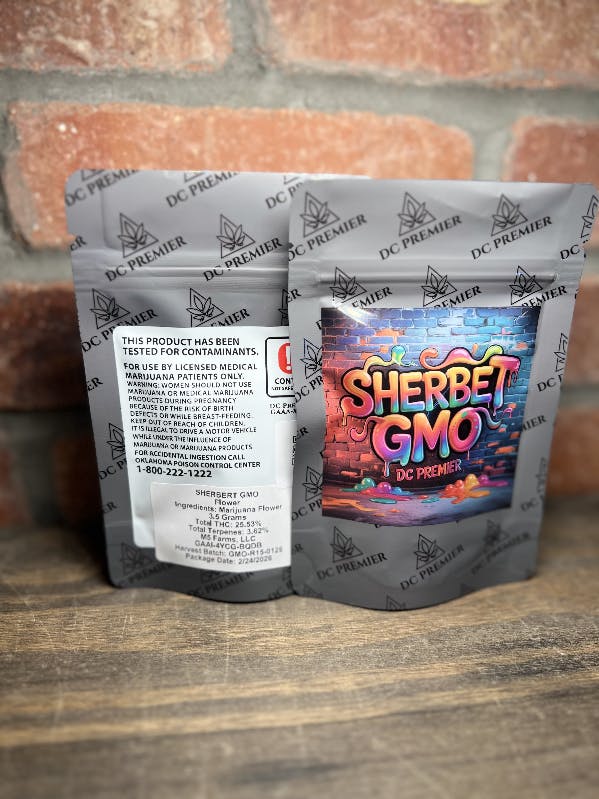 DC PREMIER
THIS PRODUCT HAS BEEN
TESTED FOR CONTAMINANTS.
FOR USE BY LICENSED MEDICAL
MARIJUANA PATIENTS ONLY.
WARNING: WOMEN SHOULD NOT USE
MARIJUANA OR MEDICAL MARIJUANA
PRODUCTS DURING PREGNANCY
BECAUSE OF THE RISK OF BIRTH
DEFECTS OR WHILE BREAST-FEEDING.
KEEP OUT OF REACH OF CHILDREN.
IT IS ILLEGAL TO DRIVE A MOTOR VEHICLE
WHILE UNDER THE INFLUENCE OF
MARIJUANA OR MARIJUANA PRODUCTS
FOR ACCIDENTAL INGESTION CALL
OKLAHOMA POISON CONTROL CENTER
1-800-222-1222
SHERBERT GMO
Flower
Ingredients: Marijuana Flower
3.5 Grams
Total THC: 25.53%
Total Terpenes: 3.62%
M5 Farms, LLC
GAAI-4YCG-BQDB
Harvest Batch: GMO-R15-0126
Package Date: 2/24/2026
SHERBET
GMO
DC PREMIER